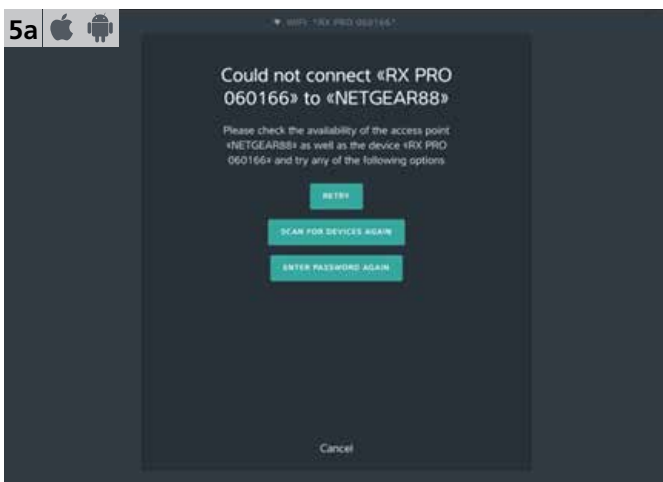 5a
WIFI: "RX PRO 060166"
Could not connect «RX PRO
060166» to «NETGEAR88»
Please check the availability of the access point
«NETGEAR88» as well as the device «RX PRO
060166» and try any of the following options
RETRY
SCAN FOR DEVICES AGAIN
ENTER PASSWORD AGAIN
Cancel